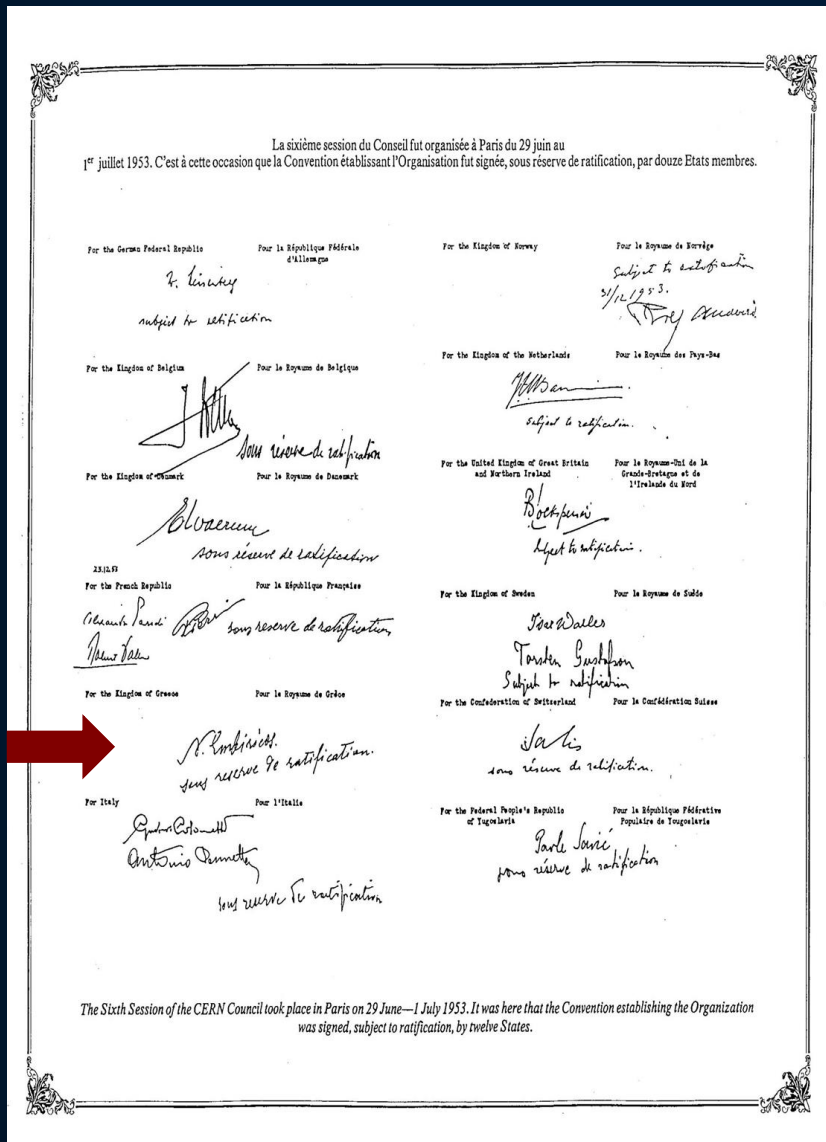 La sixième session du Conseil fut organisée à Paris du 29 juin au
1er juillet 1953. C'est à cette occasion que la Convention établissant l'Organisation fut signée, sous réserve de ratification, par douze Etats membres.
For the German Federal Republic
Pour la République Fédérale
d'Allemagne
subject to ratification
For the Kingdom of Belgium
Pour le Royaume de Belgique
sous réserve de ratification
For the Kingdom of Denmark
Pour le Royaume de Danemark
sous réserve de ratification
23.12.53
For the French Republic
Pour la République Française
sous reserve de ratification
For the Kingdom of Greece
Pour le Royaume de Grèce
N. Embiricos.
sous reserve de ratification.
For Italy
Pour l'Italie
Antonio Pennetta
sous reserve de ratification
For the Kingdom of Norway
Pour le Royaume de Norvège
Subject to ratification
31/12 1953.
For the Kingdom of the Netherlands
Pour le Royaume des Pays-Bas
subject to ratification.
For the United Kingdom of Great Britain
and Northern Ireland
Pour le Royaume-Uni de la
Grande-Bretagne et de
l'Irelande du Nord
subject to ratification.
For the Kingdom of Sweden
Pour le Royaume de Suède
Ivar Waller
Torsten Gustafson
Subject to ratification
For the Confederation of Switzerland
Pour la Confédération Suisse
sous réserve de ratification.
For the Federal People's Republic
of Yugoslavia
Pour la République Fédérative
Populaire de Yougoslavie
Pavle Savić
sous réserve de ratification
The Sixth Session of the CERN Council took place in Paris on 29 June—1 July 1953. It was here that the Convention establishing the Organization
was signed, subject to ratification, by twelve States.